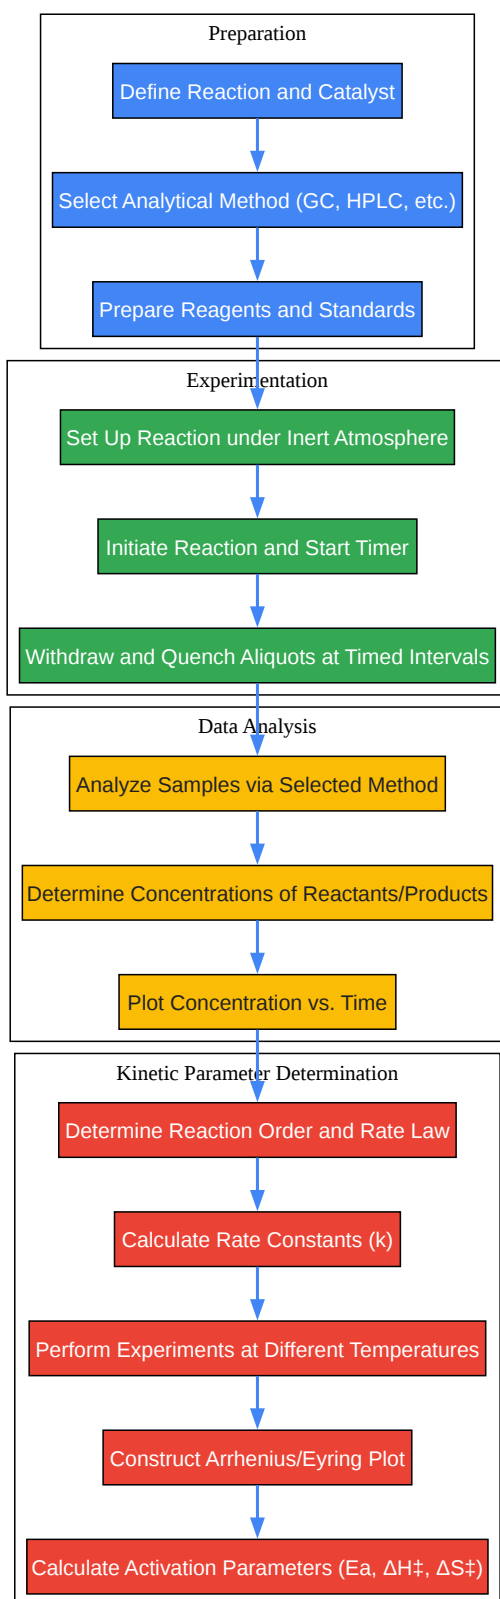 Preparation
Define Reaction and Catalyst
Select Analytical Method (GC, HPLC, etc.)
Prepare Reagents and Standards
Experimentation
Set Up Reaction under Inert Atmosphere
Initiate Reaction and Start Timer
Withdraw and Quench Aliquots at Timed Intervals
Data Analysis
Analyze Samples via Selected Method
Determine Concentrations of Reactants/Products
Plot Concentration vs. Time
Kinetic Parameter Determination
Determine Reaction Order and Rate Law
Calculate Rate Constants (k)
Perform Experiments at Different Temperatures
Construct Arrhenius/Eyring Plot
Calculate Activation Parameters (Ea, ΔH‡, ΔS‡)